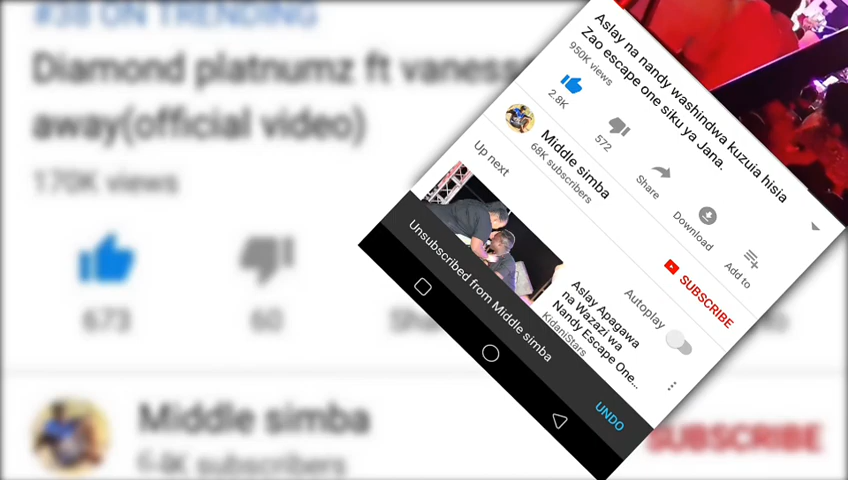 #38 ON TRENDING
Diamond platnumz ft vaness
away(official video)
170K views
673
60
Middle simba
subscribers
SUBSCRIBE
Aslay na nandy washindwa kuzuia hisia
Zao escape one siku ya Jana.
950K views
2.8K
572
Share
Download
Add to
Middle simba
68K subscribers
SUBSCRIBE
Up next
Autoplay
Aslay Apagawa
na Wazazi wa
Nandy Escape One...
KidaniStars
Unsubscribed from Middle simba
UNDO